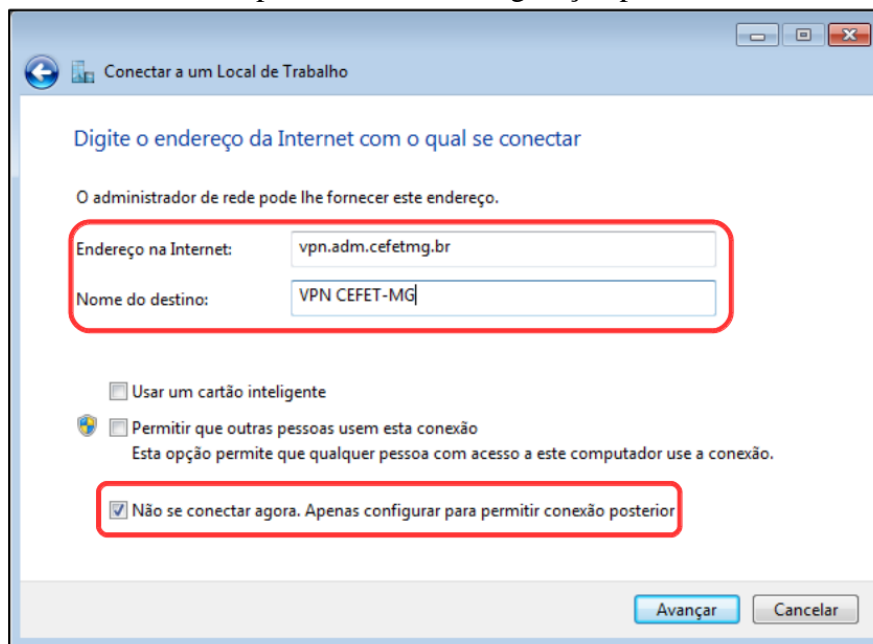 Conectar a um Local de Trabalho
Digite o endereço da Internet com o qual se conectar
O administrador de rede pode lhe fornecer este endereço.
Endereço na Internet: vpn.adm.cefetmg.br
Nome do destino: VPN CEFET-MG
Usar um cartão inteligente
Permitir que outras pessoas usem esta conexão
Esta opção permite que qualquer pessoa com acesso a este computador use a conexão.
Não se conectar agora. Apenas configurar para permitir conexão posterior
Avançar Cancelar